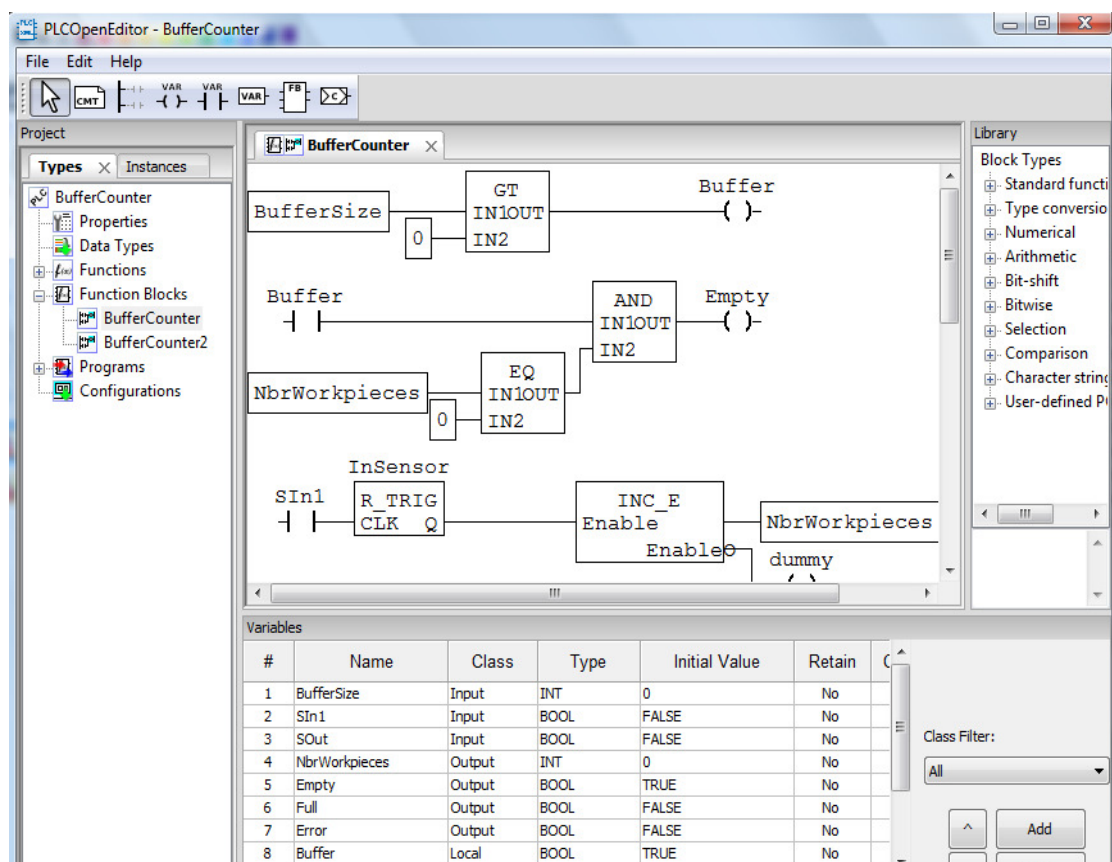 PLCOpenEditor - BufferCounter
File Edit Help
CMT VAR VAR VAR FB C
Project
Types Instances
BufferCounter
Properties
Data Types
Functions
Function Blocks
BufferCounter
BufferCounter2
Programs
Configurations
BufferCounter
GT
Buffer
BufferSize IN1OUT ( )
0 IN2
Buffer AND Empty
IN1OUT ( )
IN2
EQ
NbrWorkpieces IN1OUT
0 IN2
InSensor
SIn1 R_TRIG INC_E
CLK Q Enable NbrWorkpieces
EnableO dummy
Library
Block Types
Standard functi
Type conversio
Numerical
Arithmetic
Bit-shift
Bitwise
Selection
Comparison
Character string
User-defined P
Variables
# Name Class Type Initial Value Retain
1 BufferSize Input INT 0 No
2 SIn1 Input BOOL FALSE No
3 SOut Input BOOL FALSE No
4 NbrWorkpieces Output INT 0 No
5 Empty Output BOOL TRUE No
6 Full Output BOOL FALSE No
7 Error Output BOOL FALSE No
8 Buffer Local BOOL TRUE No
Class Filter:
All
^ Add